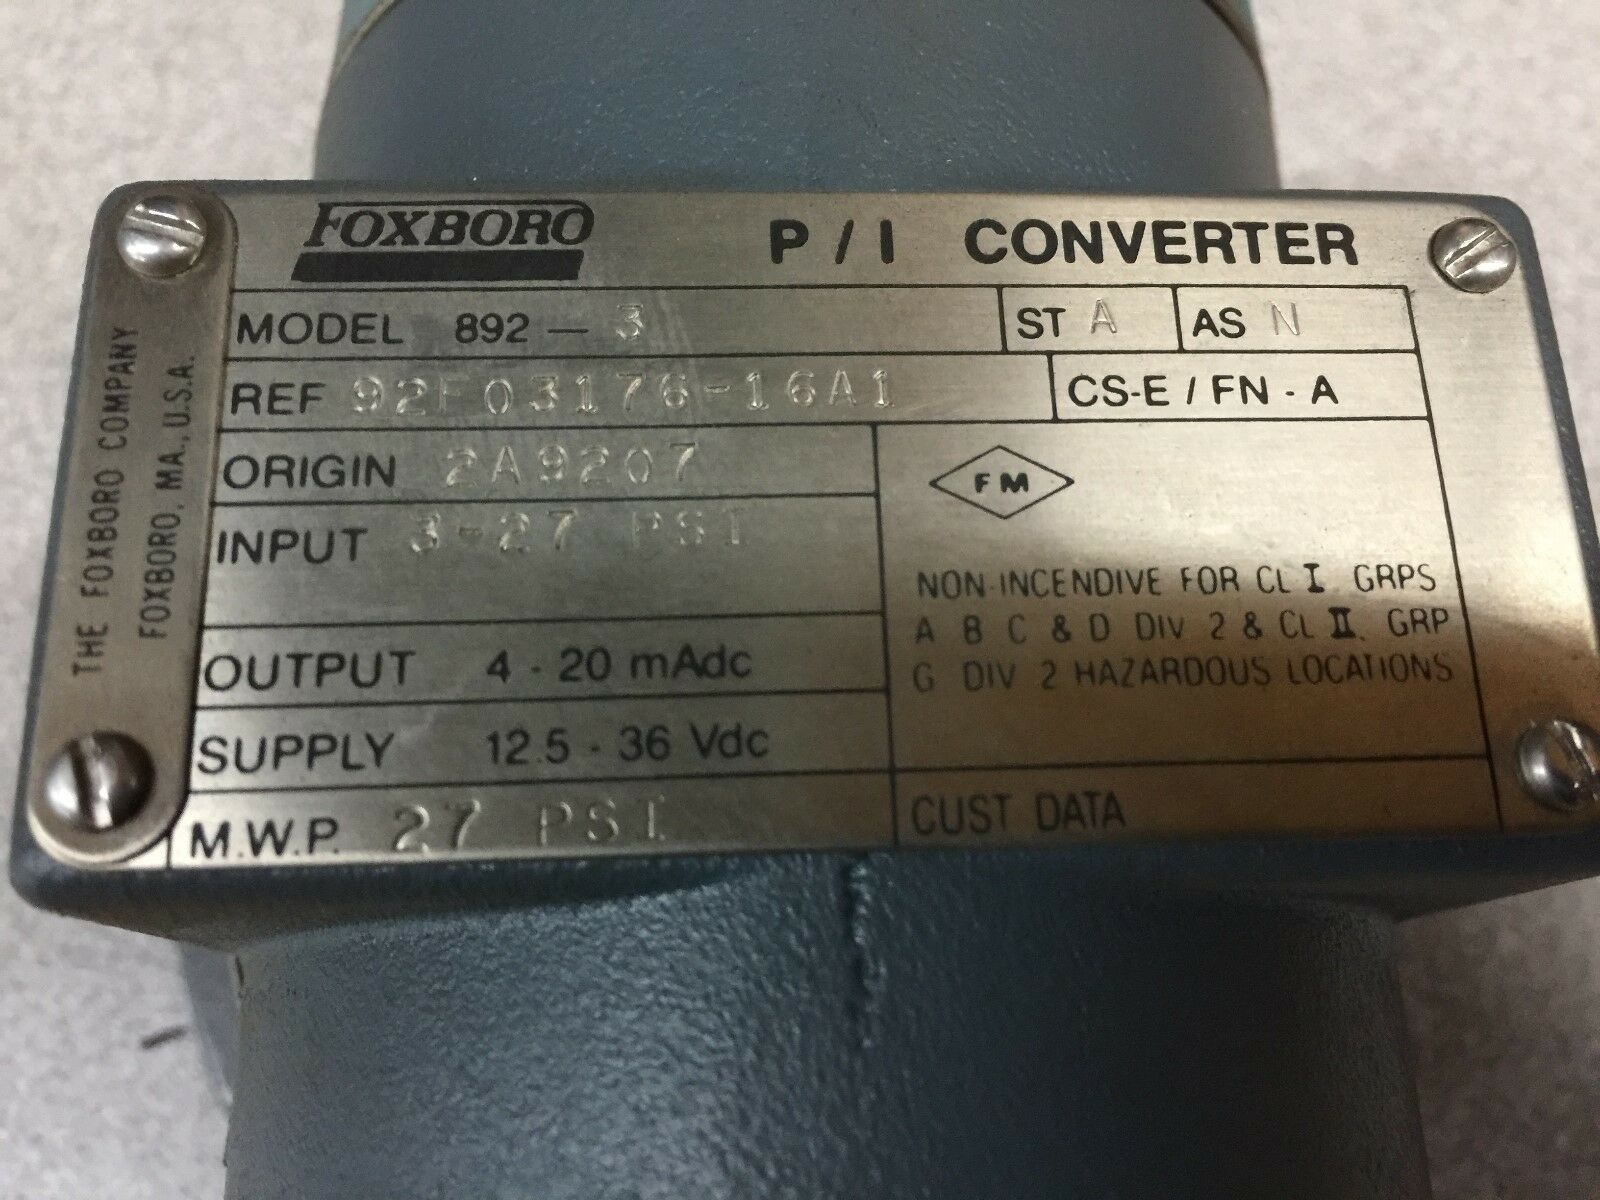 FOXBORO P / I CONVERTER
MODEL 892 — 3 ST A AS N
REF 92F03176-16A1 CS-E / FN - A
ORIGIN 2A9207
INPUT 3-27 PSI
OUTPUT 4 - 20 mAdc
SUPPLY 12.5 - 36 Vdc
M.W.P. 27 PSI
FM
NON-INCENDIVE FOR CL I GRPS
A B C & D DIV 2 & CL II GRP
G DIV 2 HAZARDOUS LOCATIONS
CUST DATA
THE FOXBORO COMPANY
FOXBORO, MA., U.S.A.